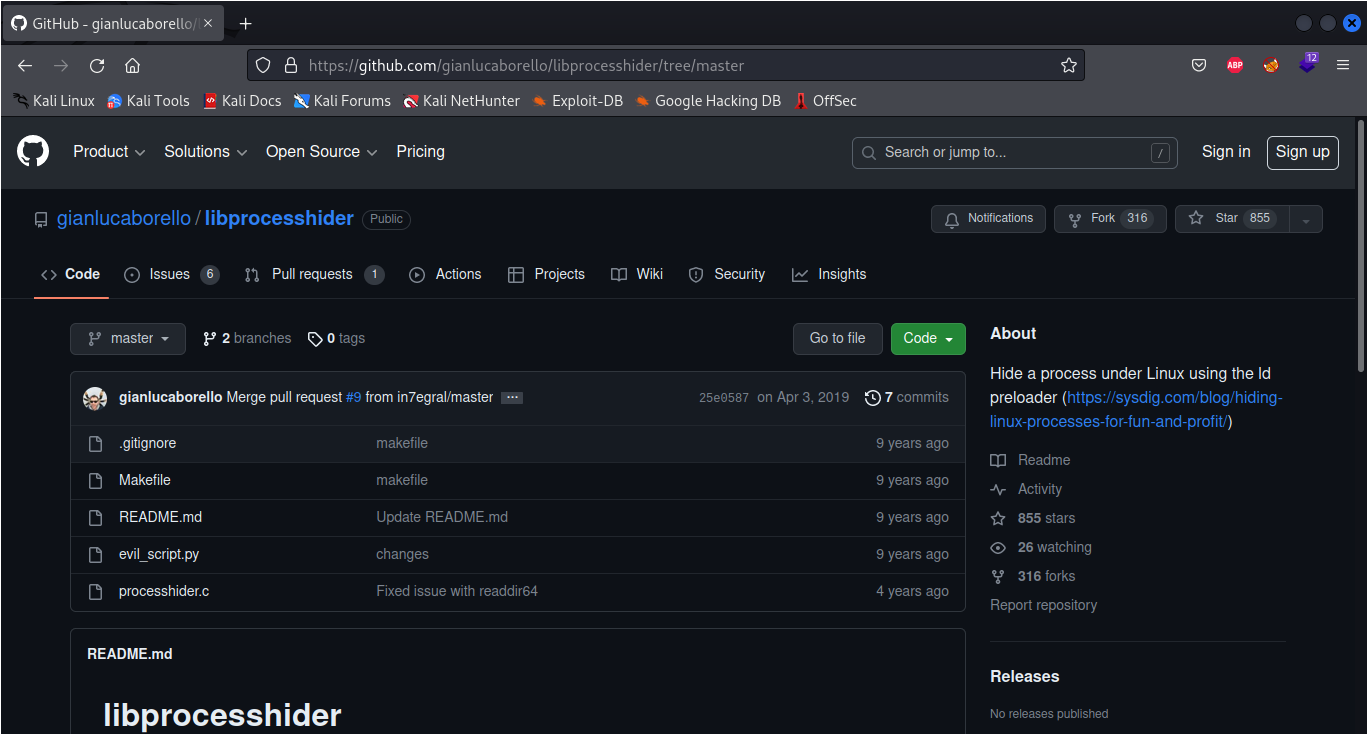 GitHub - gianlucaborello/l
https://github.com/gianlucaborello/libprocesshider/tree/master
ABP
12
Kali Linux Kali Tools Kali Docs Kali Forums Kali NetHunter Exploit-DB Google Hacking DB OffSec
Product Solutions Open Source Pricing Search or jump to... / Sign in Sign up
gianlucaborello / libprocesshider Public Notifications Fork 316 Star 855
Code Issues 6 Pull requests 1 Actions Projects Wiki Security Insights
master 2 branches 0 tags Go to file Code
gianlucaborello Merge pull request #9 from in7egral/master ... 25e0587 on Apr 3, 2019 7 commits
.gitignore makefile 9 years ago
Makefile makefile 9 years ago
README.md Update README.md 9 years ago
evil_script.py changes 9 years ago
processhider.c Fixed issue with readdir64 4 years ago
README.md
libprocesshider
About
Hide a process under Linux using the ld
preloader (https://sysdig.com/blog/hiding-
linux-processes-for-fun-and-profit/)
Readme
Activity
855 stars
26 watching
316 forks
Report repository
Releases
No releases published